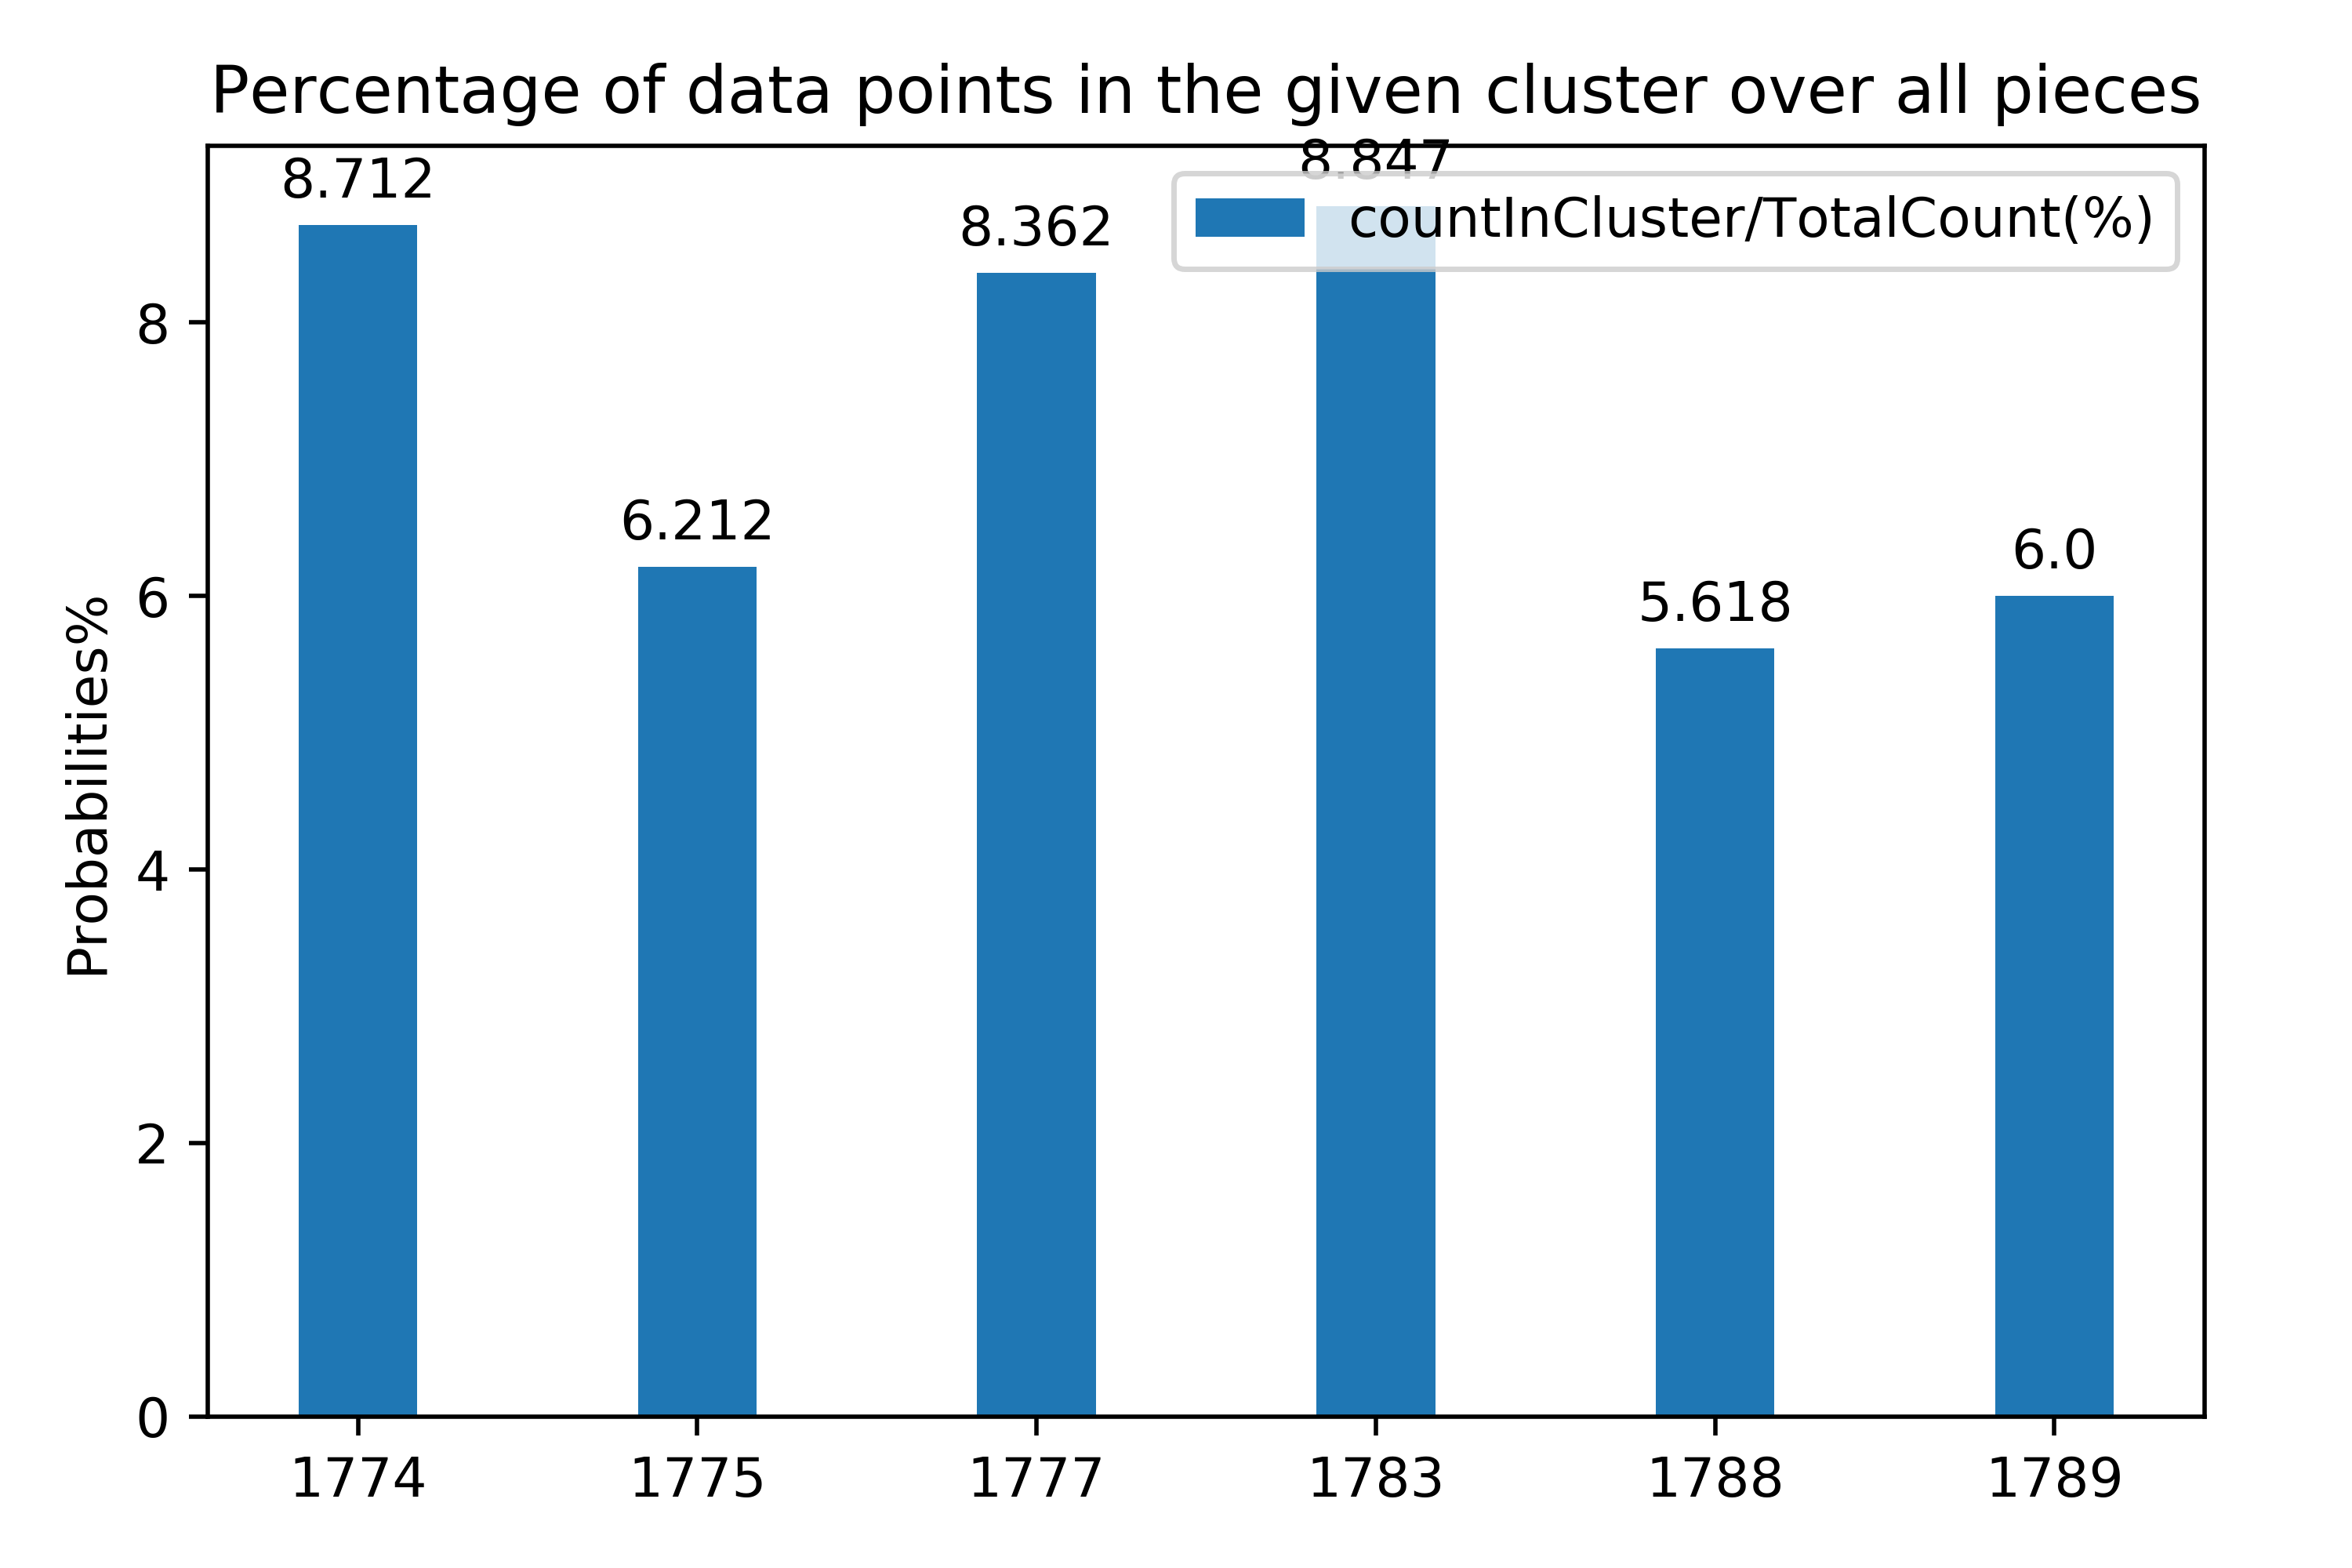 Percentage of data points in the given cluster over all pieces
8.847
8.712
countInCluster/TotalCount(%)
8.362
8
6.212
6.0
6
5.618
Probabilities%
4
2
0
1774 1775 1777 1783 1788 1789